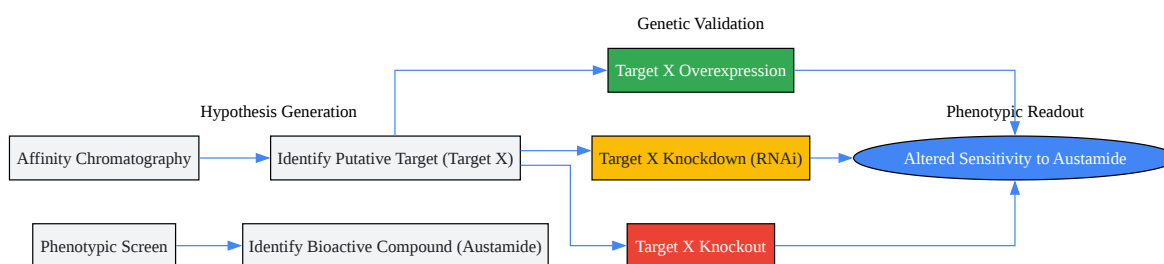 Genetic Validation
Target X Overexpression
Hypothesis Generation
Phenotypic Readout
Affinity Chromatography
Identify Putative Target (Target X)
Target X Knockdown (RNAi)
Altered Sensitivity to Austamide
Phenotypic Screen
Identify Bioactive Compound (Austamide)
Target X Knockout